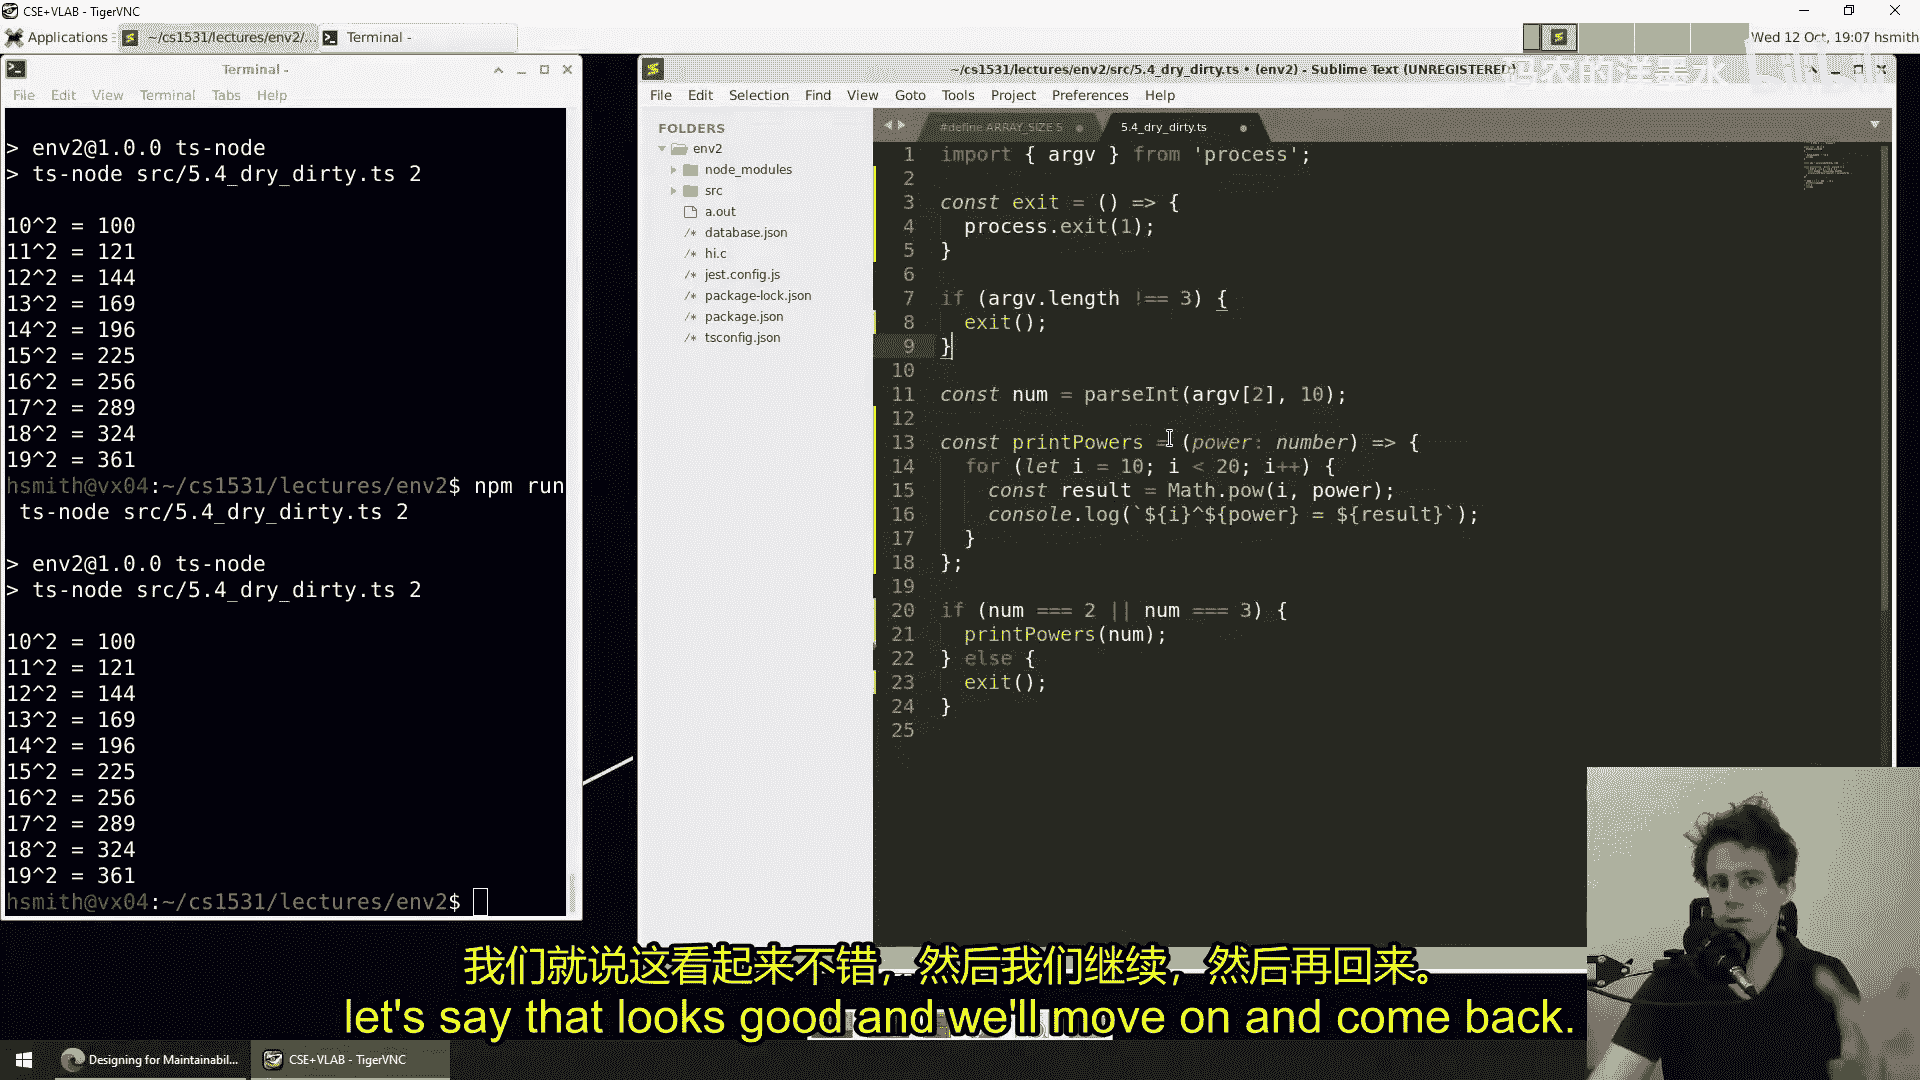 CSE+VLAB - TigerVNC
Applications
~/cs1531/lectures/env2/...
Terminal -
Wed 12 Oct, 19:07 hsmith
Terminal -
File Edit View Terminal Tabs Help
> env2@1.0.0 ts-node
> ts-node src/5.4_dry_dirty.ts 2
10^2 = 100
11^2 = 121
12^2 = 144
13^2 = 169
14^2 = 196
15^2 = 225
16^2 = 256
17^2 = 289
18^2 = 324
19^2 = 361
hsmith@vx04:~/cs1531/lectures/env2$ npm run
ts-node src/5.4_dry_dirty.ts 2
> env2@1.0.0 ts-node
> ts-node src/5.4_dry_dirty.ts 2
10^2 = 100
11^2 = 121
12^2 = 144
13^2 = 169
14^2 = 196
15^2 = 225
16^2 = 256
17^2 = 289
18^2 = 324
19^2 = 361
hsmith@vx04:~/cs1531/lectures/env2$
~/cs1531/lectures/env2/src/5.4_dry_dirty.ts • (env2) - Sublime Text (UNREGISTERED)
码农的洋墨水 bilibili
File Edit Selection Find View Goto Tools Project Preferences Help
FOLDERS
env2
node_modules
src
a.out
/* database.json
/* hi.c
/* jest.config.js
/* package-lock.json
/* package.json
/* tsconfig.json
#define ARRAY_SIZE 5
5.4_dry_dirty.ts
1 import { argv } from 'process';
2
3 const exit = () => {
4 process.exit(1);
5 }
6
7 if (argv.length !== 3) {
8 exit();
9 }
10
11 const num = parseInt(argv[2], 10);
12
13 const printPowers = (power: number) => {
14 for (let i = 10; i < 20; i++) {
15 const result = Math.pow(i, power);
16 console.log(`${i}^${power} = ${result}`);
17 }
18 };
19
20 if (num === 2 || num === 3) {
21 printPowers(num);
22 } else {
23 exit();
24 }
25
我们就说这看起来不错，然后我们继续，然后再回来。
let's say that looks good and we'll move on and come back.
Designing for Maintainabil...
CSE+VLAB - TigerVNC